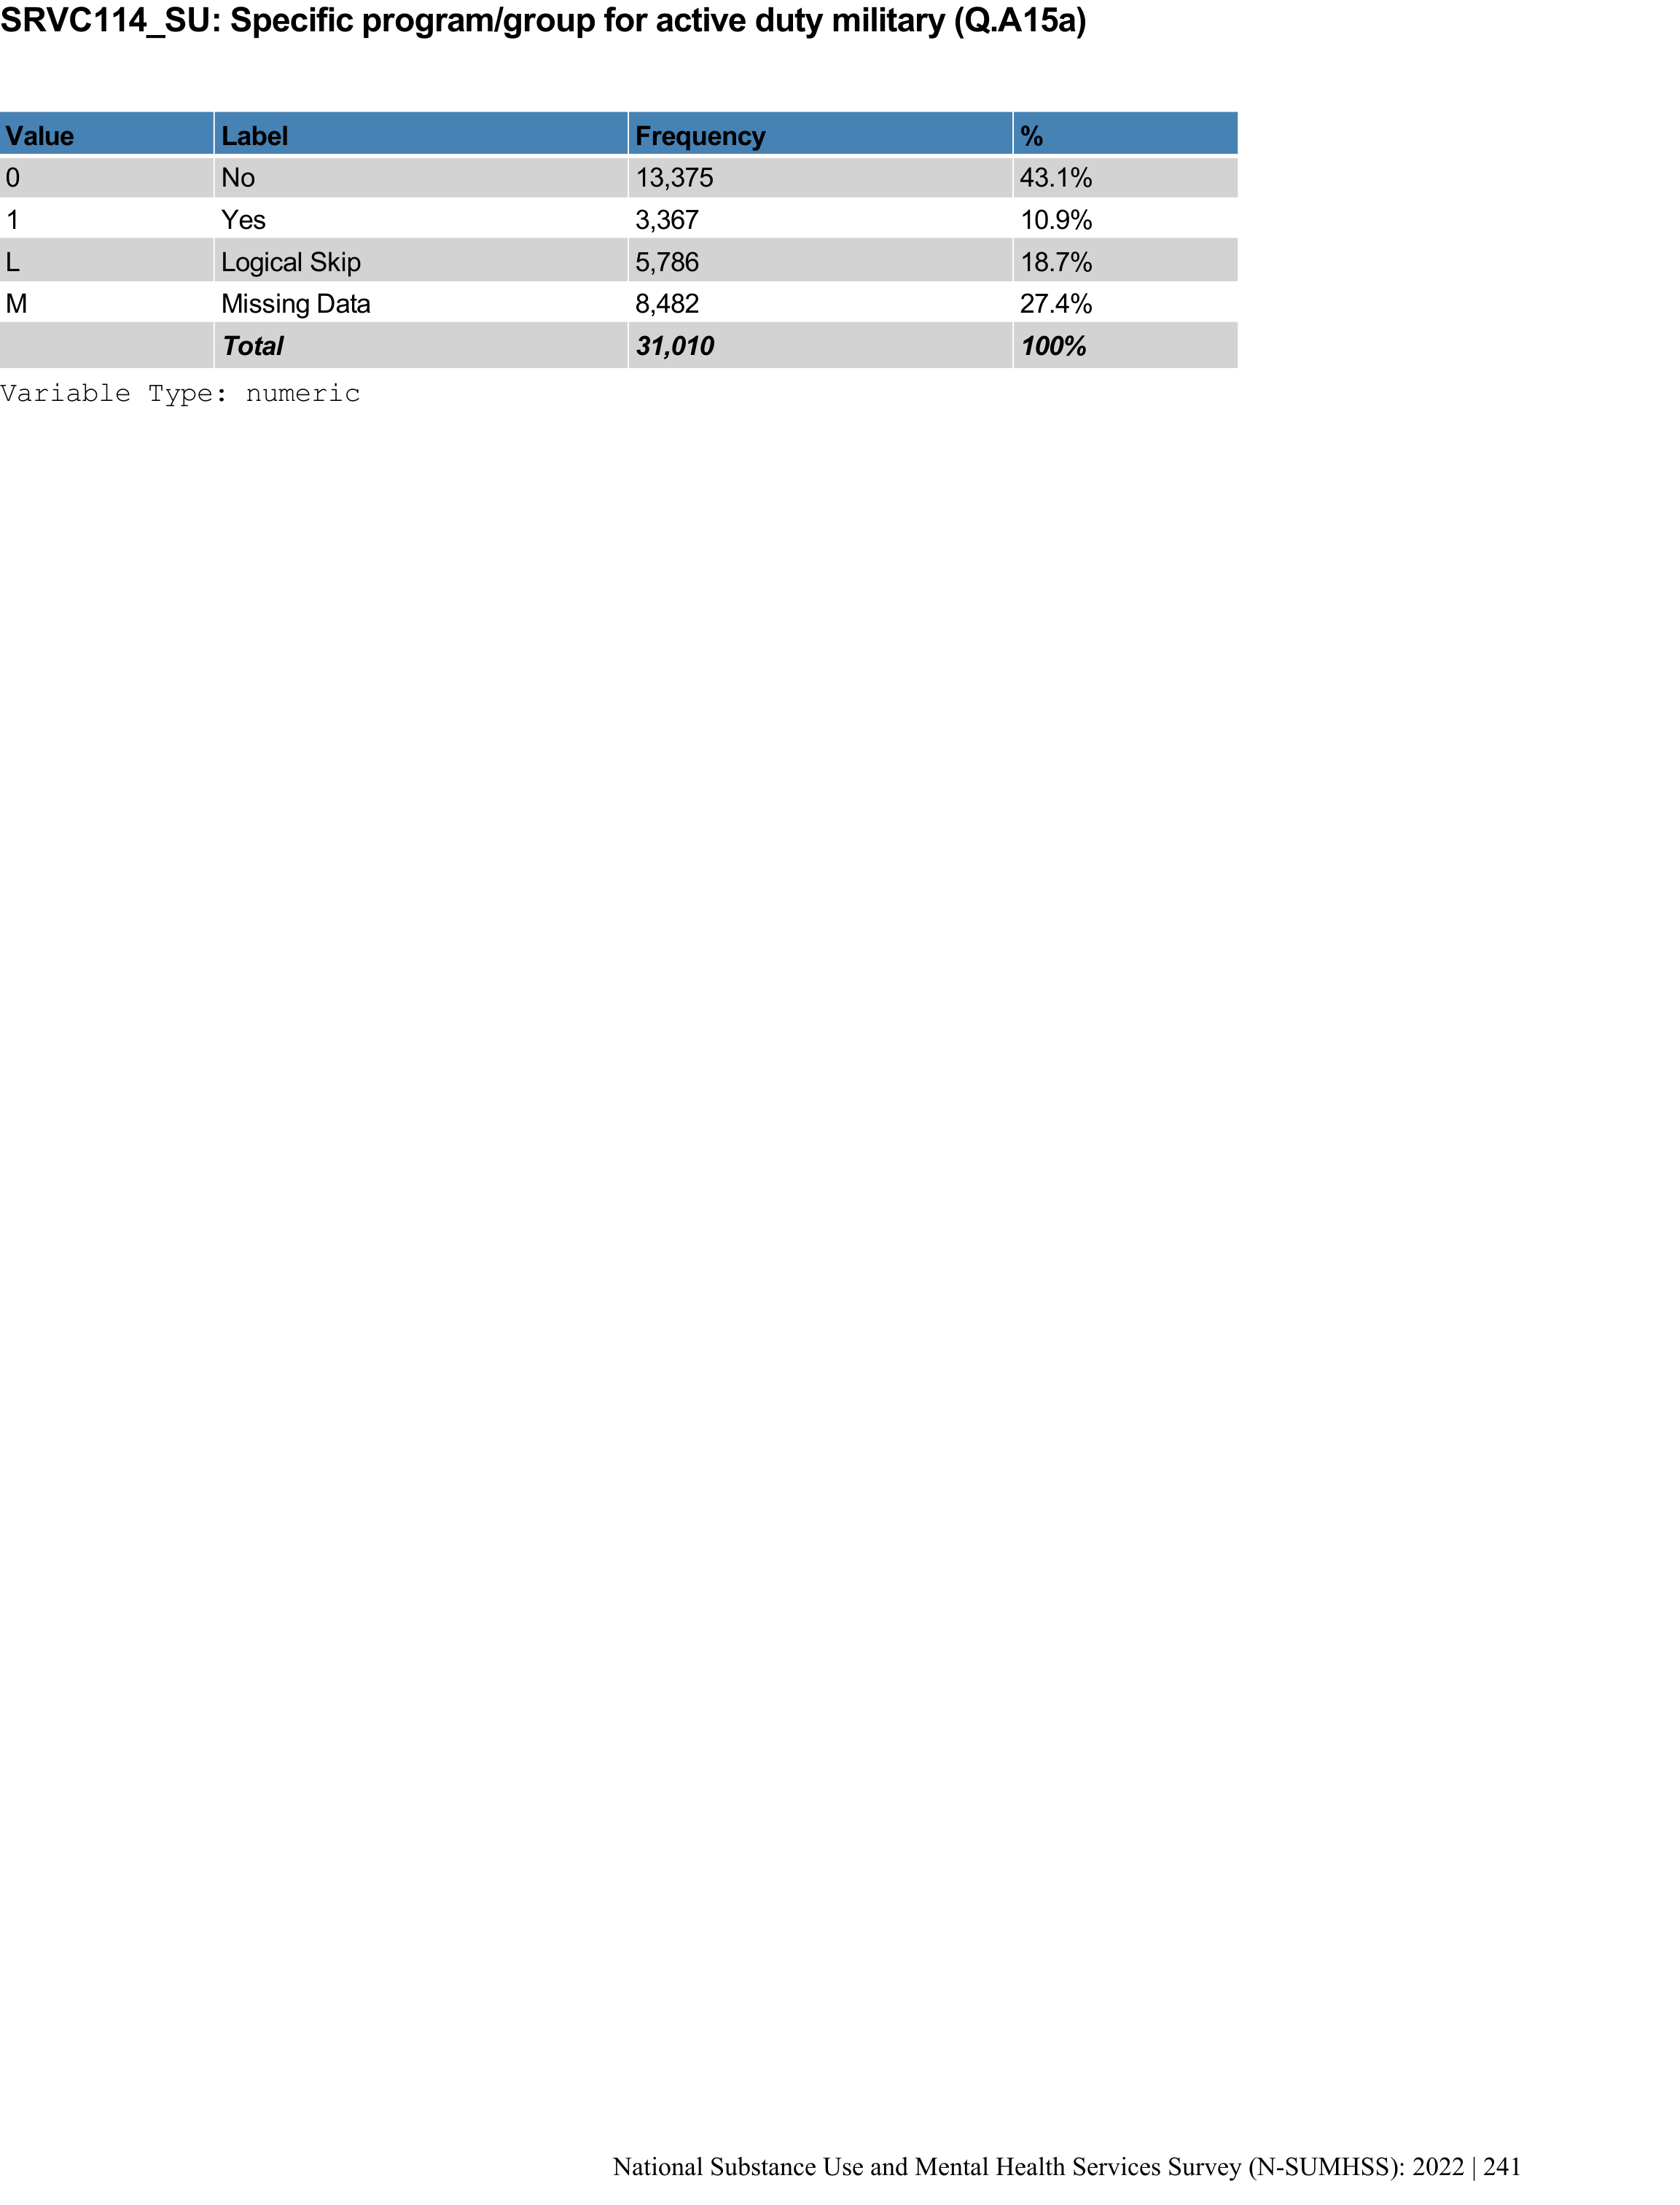 SRVC114_SU: Specific program/group for active duty military (Q.A15a)
Value Label Frequency %
0 No 13,375 43.1%
1 Yes 3,367 10.9%
L Logical Skip 5,786 18.7%
M Missing Data 8,482 27.4%
Total 31,010 100%
Variable Type: numeric
National Substance Use and Mental Health Services Survey (N-SUMHSS): 2022 | 241